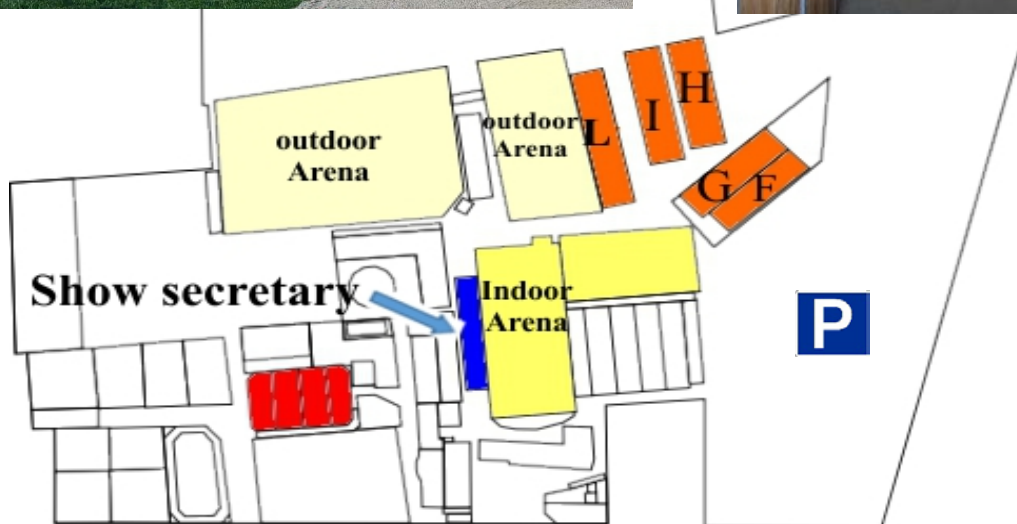 outdoor
Arena
outdoor
Arena
L
I
H
G
F
Show secretary
Indoor
Arena
P